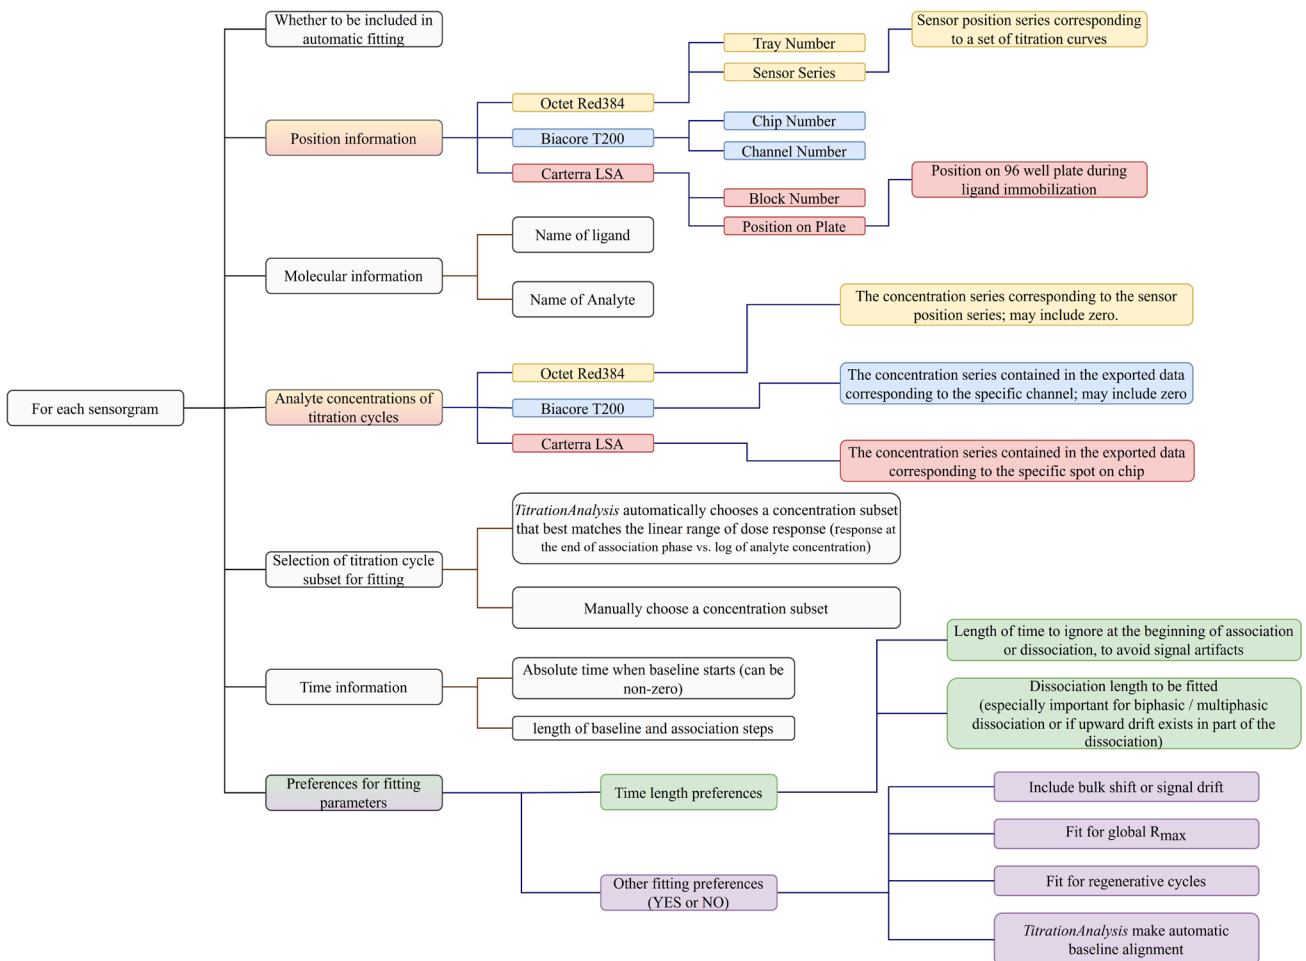 Whether to be included in
automatic fitting
Sensor position series corresponding
to a set of titration curves
Tray Number
Sensor Series
Octet Red384
Position information
Biacore T200
Chip Number
Channel Number
Carterra LSA
Position on 96 well plate during
ligand immobilization
Block Number
Position on Plate
Name of ligand
Molecular information
Name of Analyte
The concentration series corresponding to the sensor
position series; may include zero.
For each sensorgram
Analyte concentrations of
titration cycles
Octet Red384
Biacore T200
The concentration series contained in the exported data
corresponding to the specific channel; may include zero
Carterra LSA
The concentration series contained in the exported data
corresponding to the specific spot on chip
Selection of titration cycle
subset for fitting
TitrationAnalysis automatically chooses a concentration subset
that best matches the linear range of dose response (response at
the end of association phase vs. log of analyte concentration)
Manually choose a concentration subset
Time information
Absolute time when baseline starts (can be
non-zero)
length of baseline and association steps
Preferences for fitting
parameters
Time length preferences
Length of time to ignore at the beginning of association
or dissociation, to avoid signal artifacts
Dissociation length to be fitted
(especially important for biphasic / multiphasic
dissociation or if upward drift exists in part of the
dissociation)
Other fitting preferences
(YES or NO)
Include bulk shift or signal drift
Fit for global Rmax
Fit for regenerative cycles
TitrationAnalysis make automatic
baseline alignment